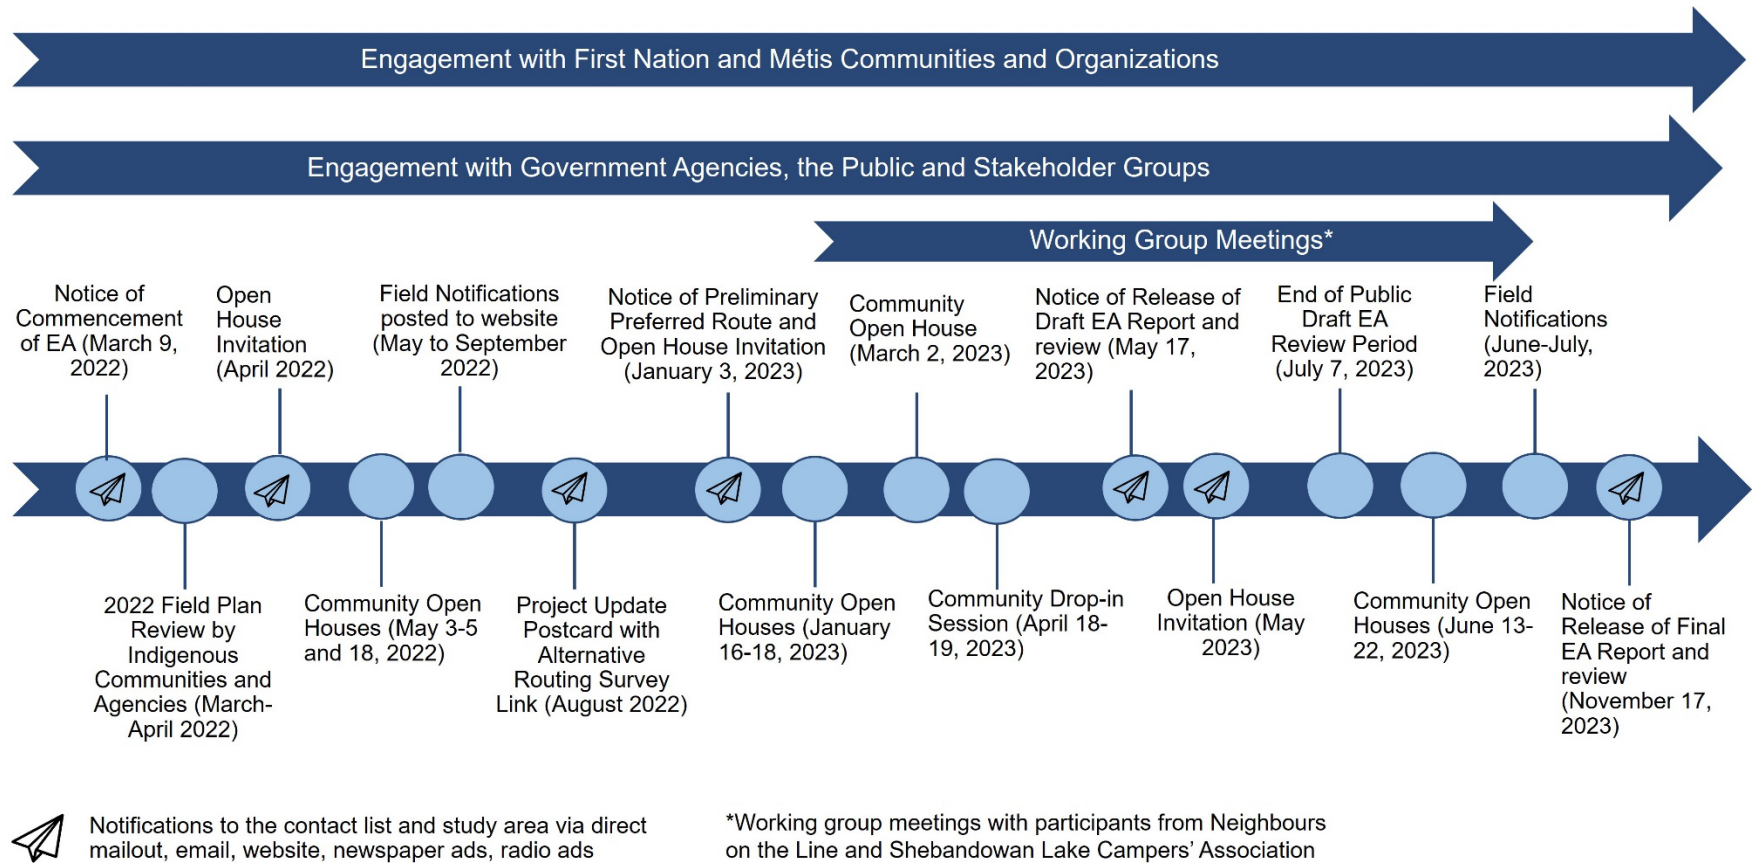 Engagement with First Nation and Métis Communities and Organizations
Engagement with Government Agencies, the Public and Stakeholder Groups
Working Group Meetings*
Notice of
Commencement
of EA (March 9,
2022)
Open
House
Invitation
(April 2022)
Field Notifications
posted to website
(May to September
2022)
Notice of Preliminary
Preferred Route and
Open House Invitation
(January 3, 2023)
Community
Open House
(March 2, 2023)
Notice of Release of
Draft EA Report and
review (May 17,
2023)
End of Public
Draft EA
Review Period
(July 7, 2023)
Field
Notifications
(June-July,
2023)
2022 Field Plan
Review by
Indigenous
Communities and
Agencies (March-
April 2022)
Community Open
Houses (May 3-5
and 18, 2022)
Project Update
Postcard with
Alternative
Routing Survey
Link (August 2022)
Community Open
Houses (January
16-18, 2023)
Community Drop-in
Session (April 18-
19, 2023)
Open House
Invitation (May
2023)
Community Open
Houses (June 13-
22, 2023)
Notice of
Release of Final
EA Report and
review
(November 17,
2023)
Notifications to the contact list and study area via direct
mailout, email, website, newspaper ads, radio ads
*Working group meetings with participants from Neighbours
on the Line and Shebandowan Lake Campers' Association